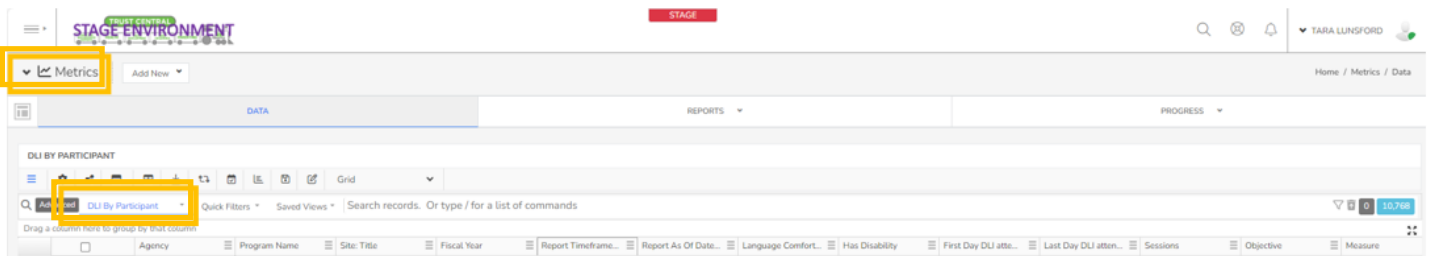 TRUST CENTRAL
STAGE ENVIRONMENT
STAGE
TARA LUNSFORD
Metrics
Add New
Home / Metrics / Data
DATA
REPORTS
PROGRESS
DLI BY PARTICIPANT
Grid
Advanced
DLI By Participant
Quick Filters
Saved Views
Search records. Or type / for a list of commands
0
10,768
Drag a column here to group by that column
Agency
Program Name
Site: Title
Fiscal Year
Report Timeframe...
Report As Of Date...
Language Comfort...
Has Disability
First Day DLI atte...
Last Day DLI atten...
Sessions
Objective
Measure